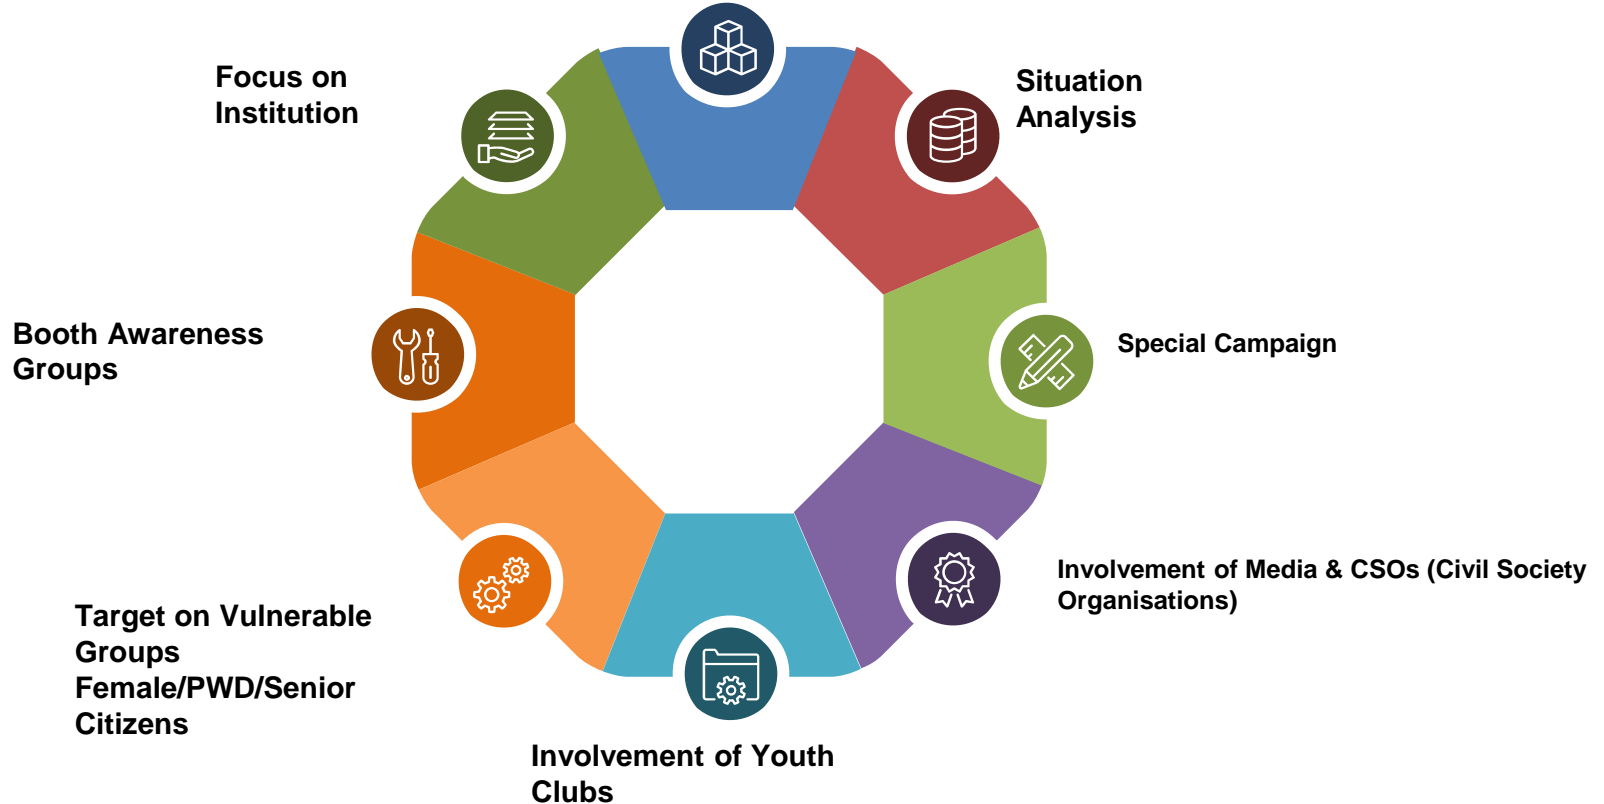 Focus on
Institution
Situation
Analysis
Booth Awareness
Groups
Special Campaign
Involvement of Media & CSOs (Civil Society
Organisations)
Target on Vulnerable
Groups
Female/PWD/Senior
Citizens
Involvement of Youth
Clubs